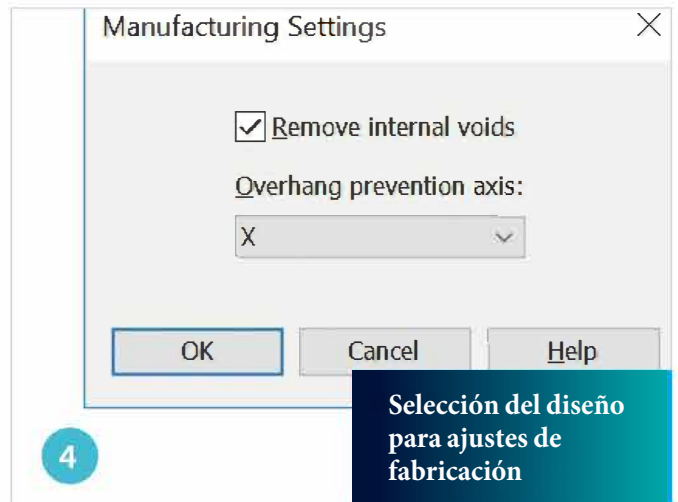 Manufacturing Settings
Remove internal voids
Overhang prevention axis:
X
OK Cancel Help
Selección del diseño
para ajustes de
fabricación
4